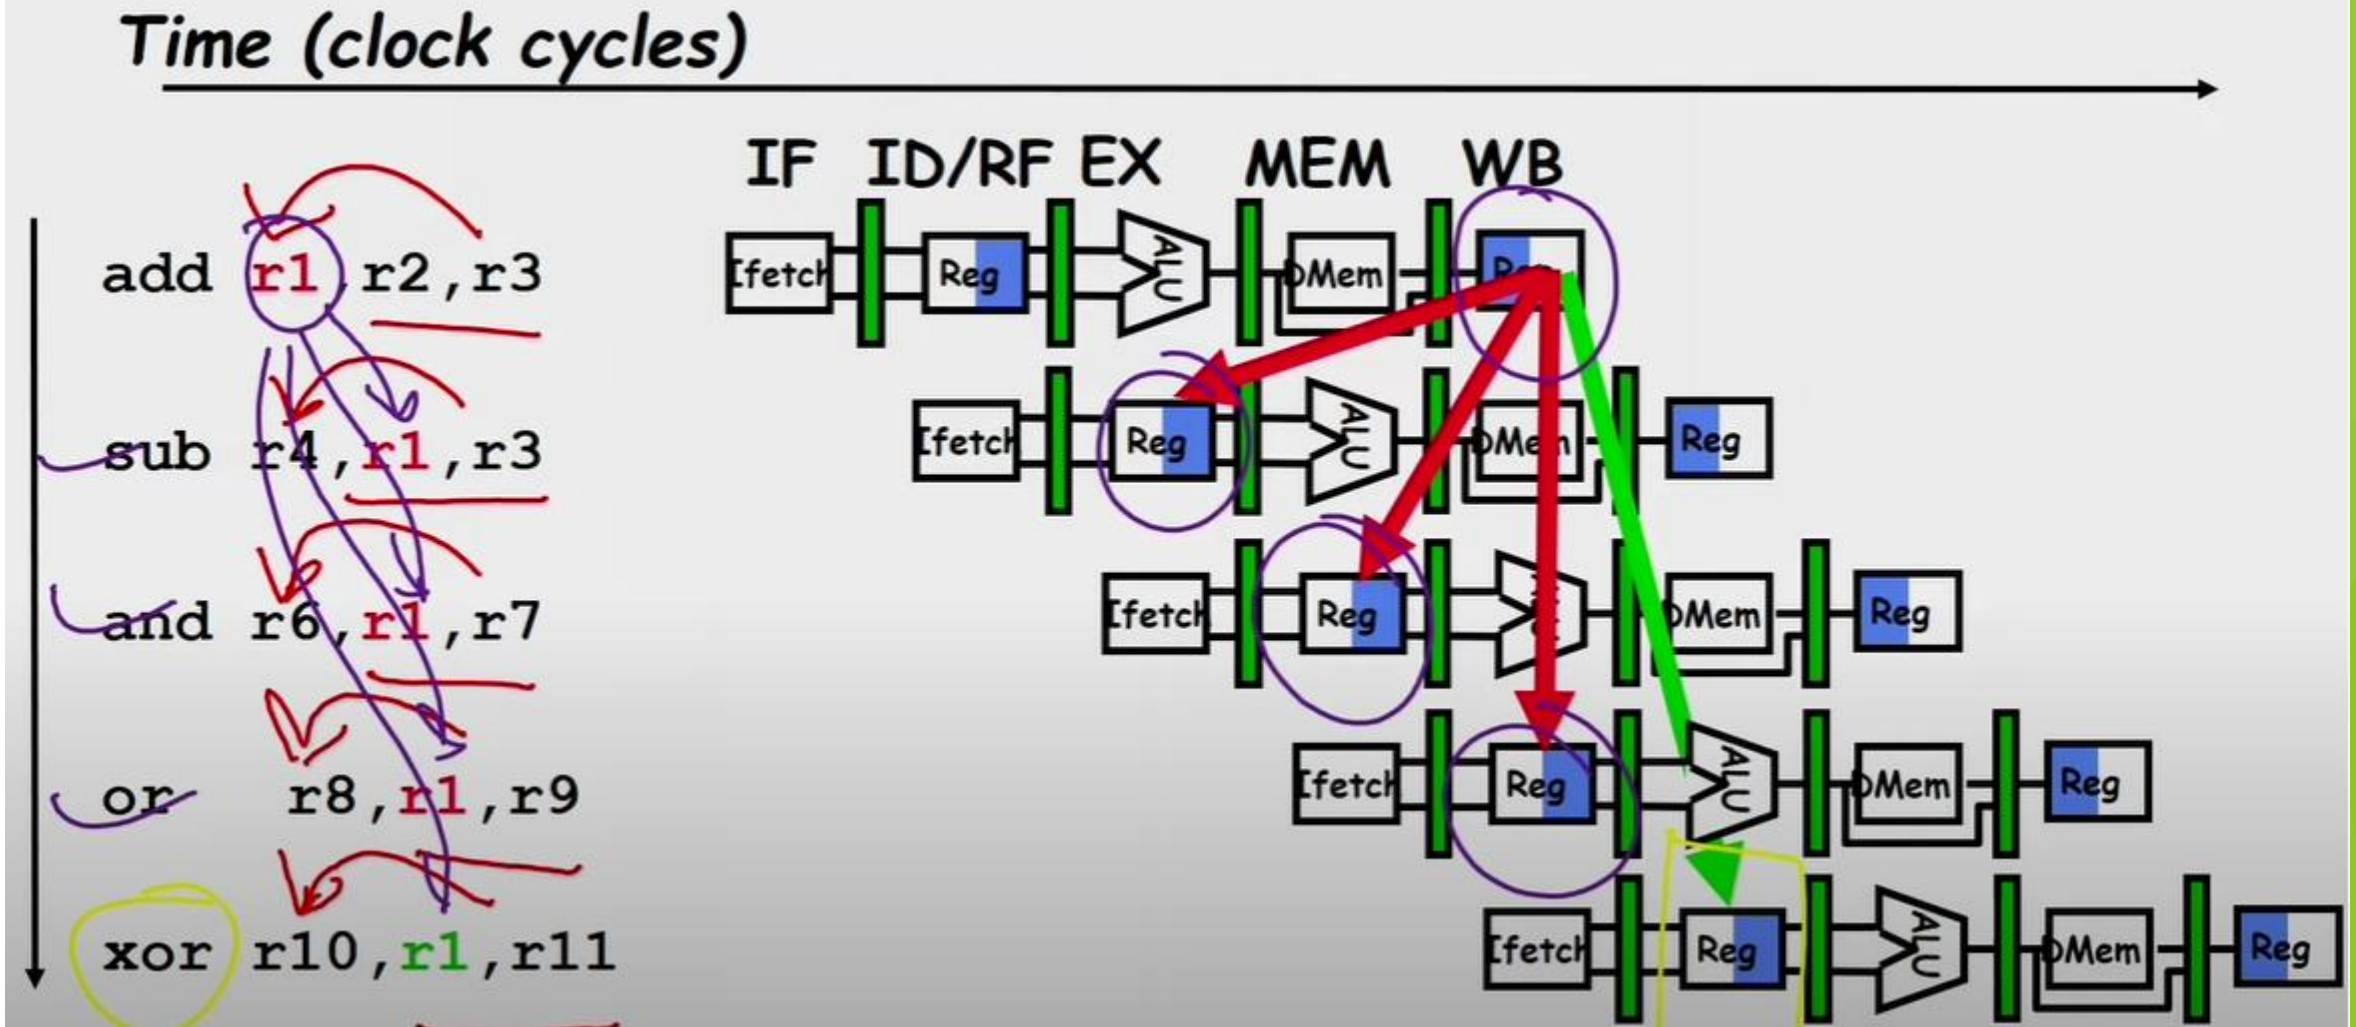 Time (clock cycles)
IF ID/RF EX MEM WB
add r1,r2,r3 Ifetch Reg ALU DMem Reg
sub r4,r1,r3 Ifetch Reg ALU DMem Reg
and r6,r1,r7 Ifetch Reg ALU DMem Reg
or r8,r1,r9 Ifetch Reg ALU DMem Reg
xor r10,r1,r11 Ifetch Reg ALU DMem Reg